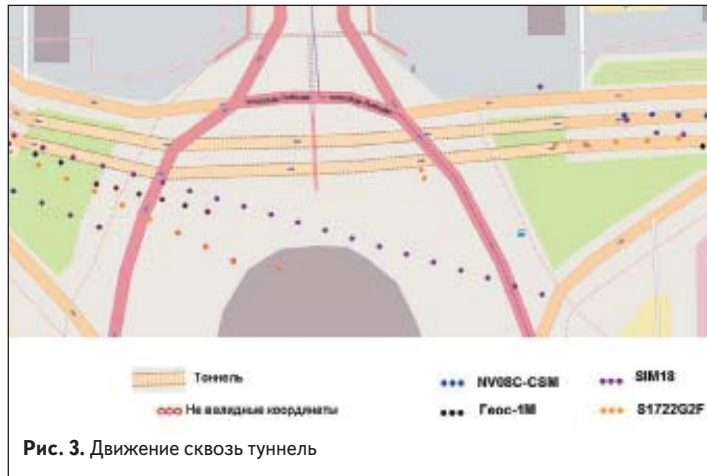 Тоннель
Не валидные координаты
NV08C-CSM
Геос-1М
SIM18
S1722G2F
Рис. 3. Движение сквозь туннель